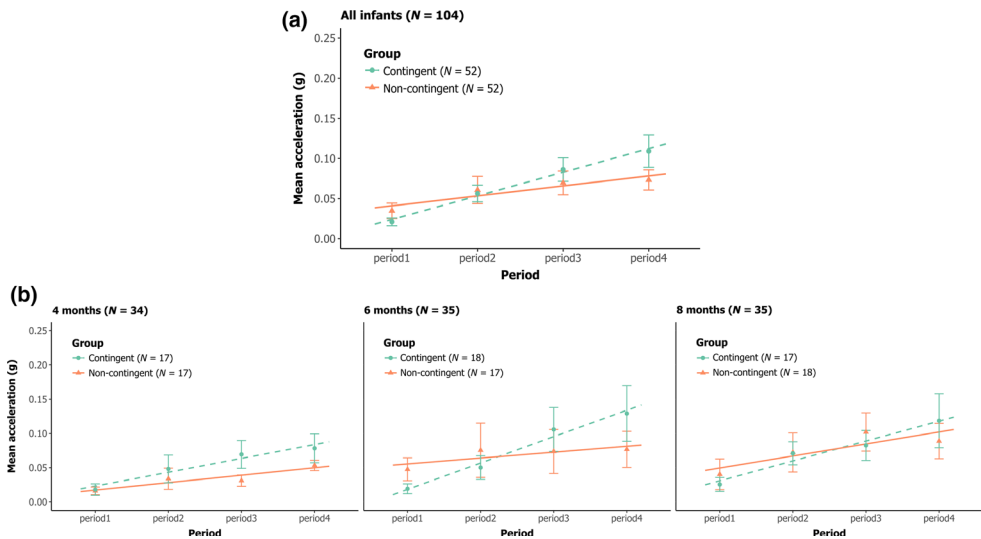 (a)
All infants (N = 104)
Mean acceleration (g)
0.25
0.20
0.15
0.10
0.05
0.00
Group
Contingent (N = 52)
Non-contingent (N = 52)
period1 period2 period3 period4
Period
(b)
4 months (N = 34)
Mean acceleration (g)
0.25
0.20
0.15
0.10
0.05
0.00
Group
Contingent (N = 17)
Non-contingent (N = 17)
period1 period2 period3 period4
Period
6 months (N = 35)
Group
Contingent (N = 18)
Non-contingent (N = 17)
period1 period2 period3 period4
Period
8 months (N = 35)
Group
Contingent (N = 17)
Non-contingent (N = 18)
period1 period2 period3 period4
Period